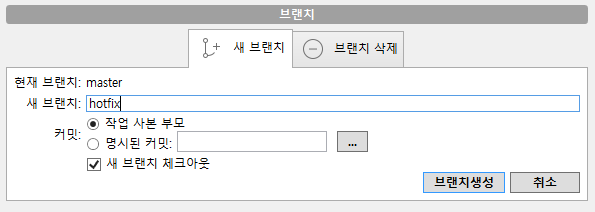 브랜치
새 브랜치 브랜치 삭제
현재 브랜치: master
새 브랜치: hotfix
커밋: 작업 사본 부모
명시된 커밋: ...
새 브랜치 체크아웃
브랜치생성 취소